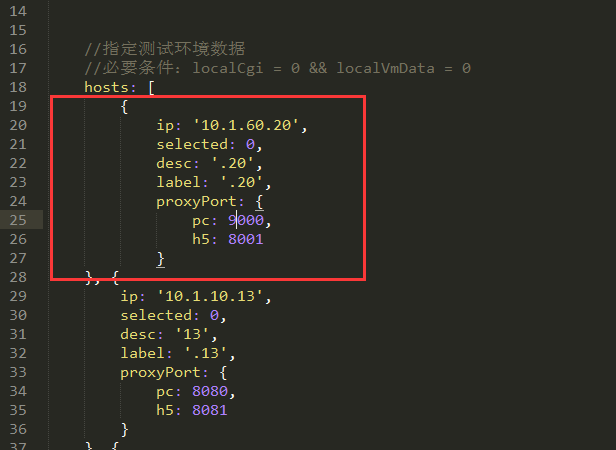 14
15
16 //指定测试环境数据
17 //必要条件: localCgi = 0 && localVmData = 0
18 hosts: [
19 {
20 ip: '10.1.60.20',
21 selected: 0,
22 desc: '.20',
23 label: '.20',
24 proxyPort: {
25 pc: 9000,
26 h5: 8001
27 }
28 }, {
29 ip: '10.1.10.13',
30 selected: 0,
31 desc: '13',
32 label: '.13',
33 proxyPort: {
34 pc: 8080,
35 h5: 8081
36 }
37 }, {